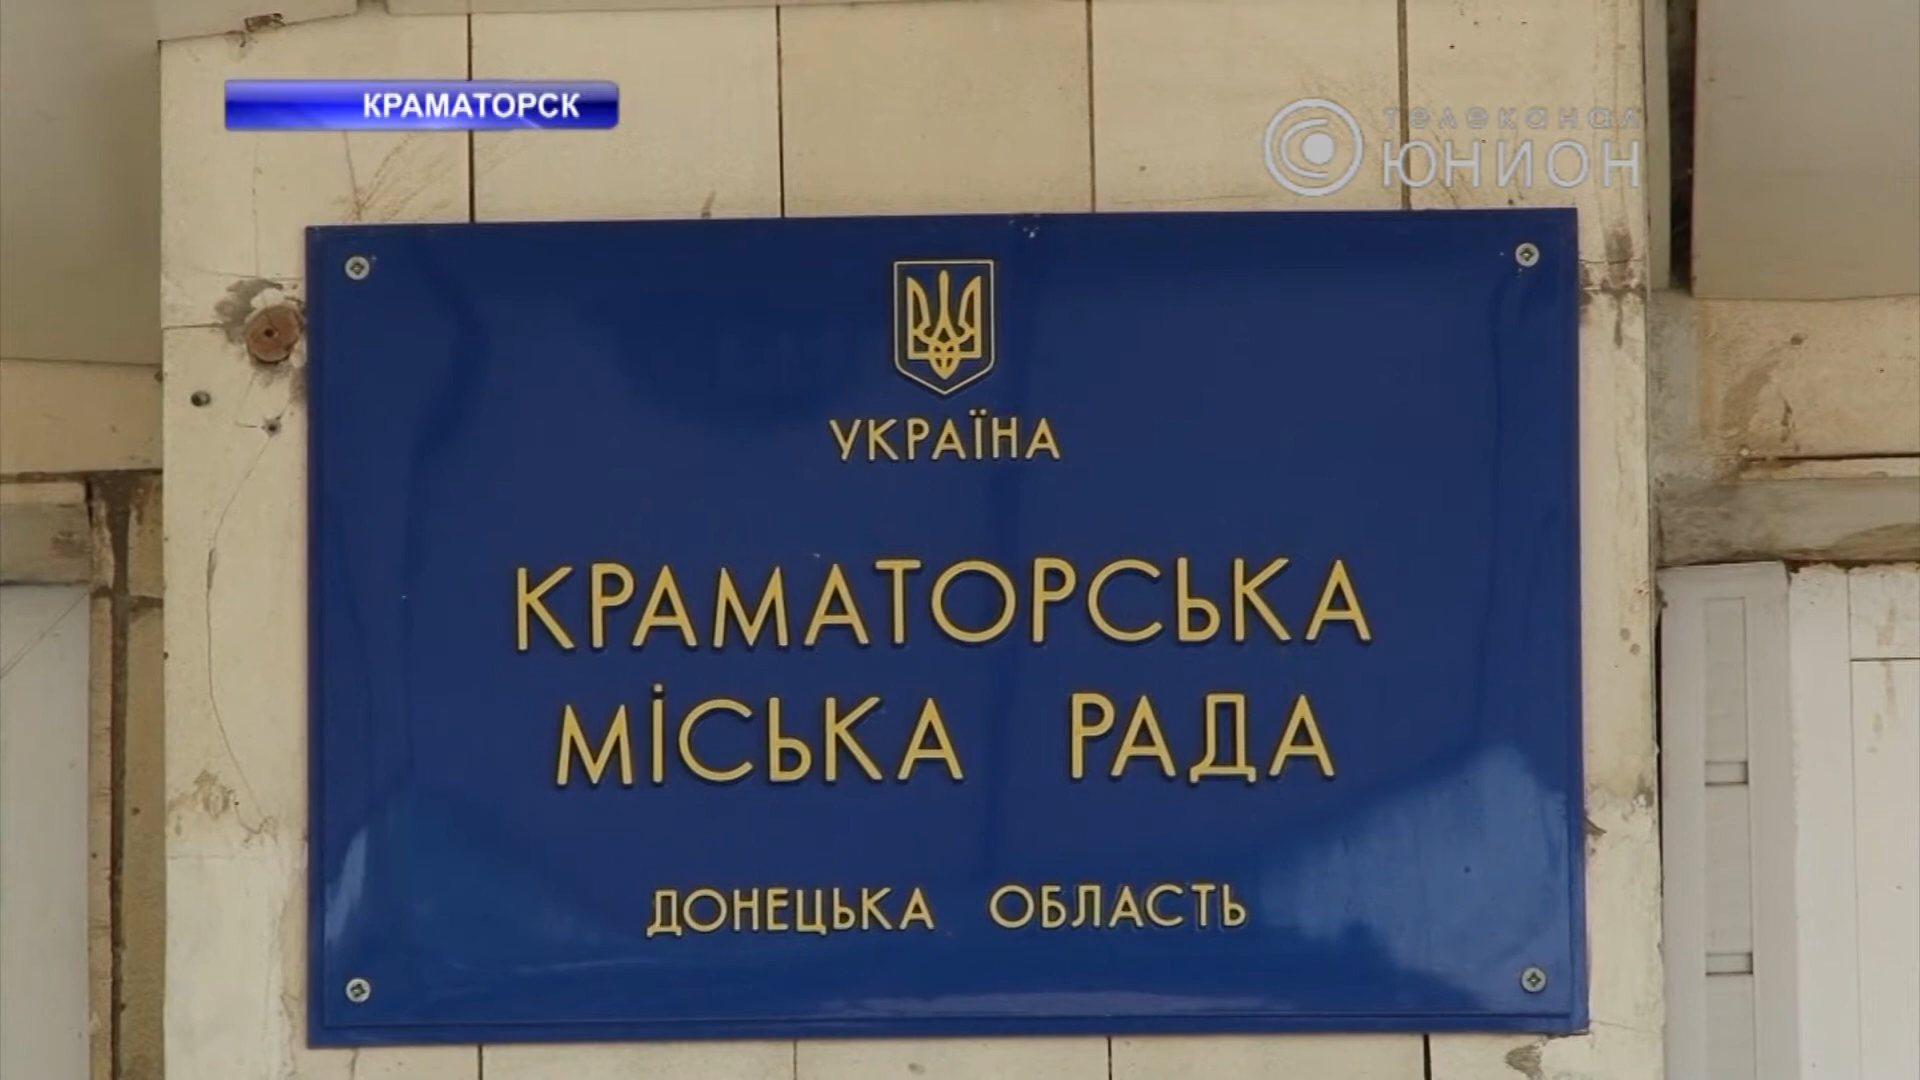 КРАМАТОРСК
телеканал
ЮНИОН
УКРАЇНА
КРАМАТОРСЬКА
МіСЬКА РАДА
ДОНЕЦЬКА ОБЛАСТЬ